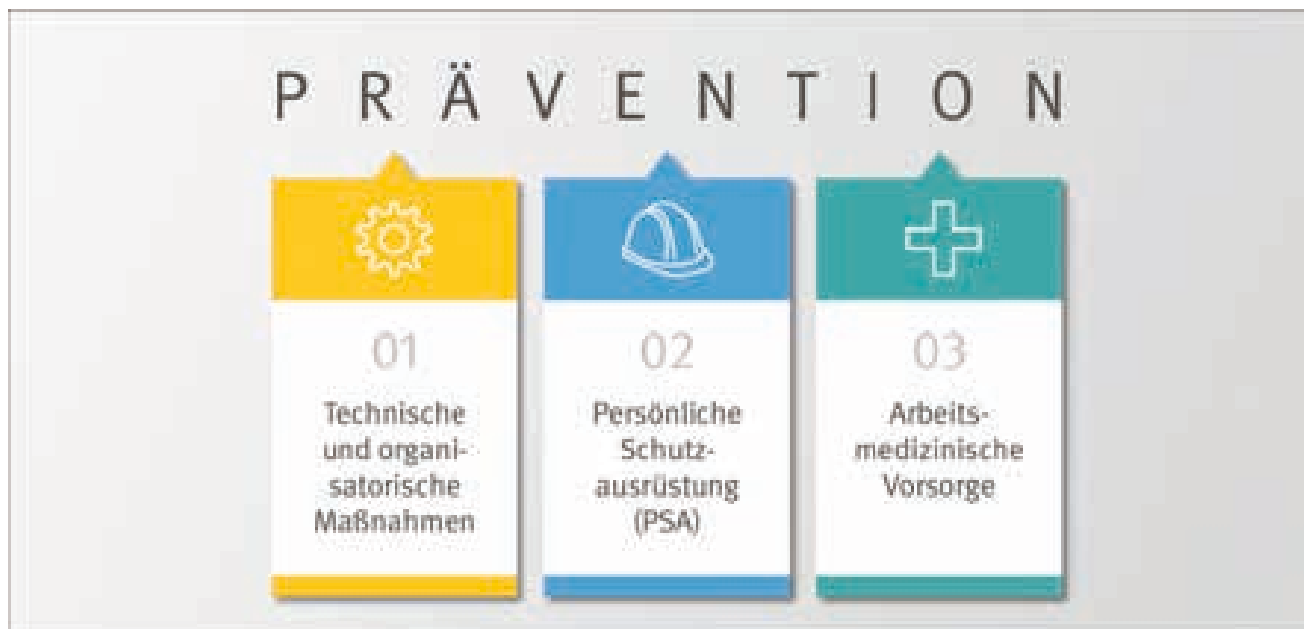 PRÄVENTION
01
Technische
und organi-
satorische
Maßnahmen
02
Persönliche
Schutz-
ausrüstung
(PSA)
03
Arbeits-
medizinische
Vorsorge